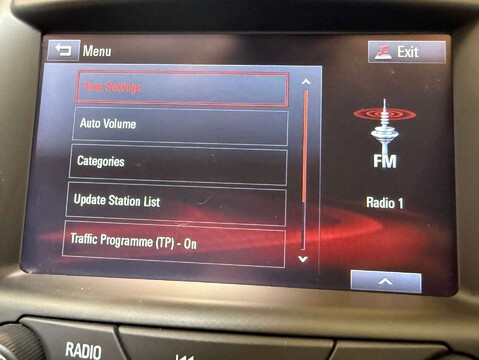 Menu
Exit
Tone Settings
Auto Volume
Categories
Update Station List
Traffic Programme (TP) - On
FM
Radio 1
RADIO